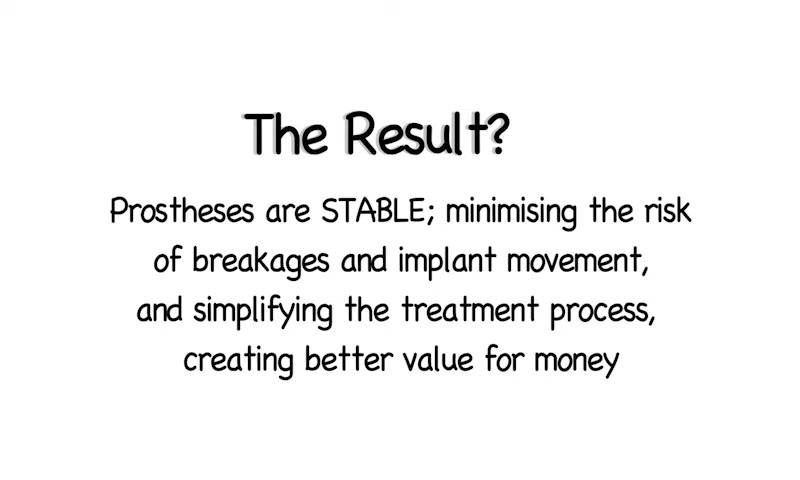 The Result?
Prostheses are STABLE; minimising the risk
of breakages and implant movement,
and simplifying the treatment process,
creating better value for money